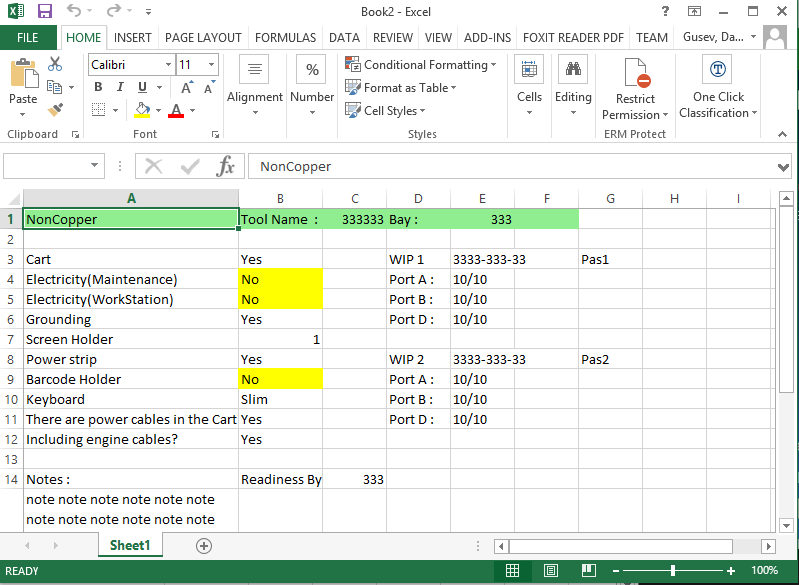 Book2 - Excel
FILE HOME INSERT PAGE LAYOUT FORMULAS DATA REVIEW VIEW ADD-INS FOXIT READER PDF TEAM Gusev, Da...
Calibri 11
Paste
B I U A A
A
Alignment
Number
%
Conditional Formatting
Format as Table
Cell Styles
Cells
Editing
Restrict
Permission
One Click
Classification
Clipboard Font Styles ERM Protect
fx NonCopper
A B C D E F G H I
1 NonCopper Tool Name : 333333 Bay : 333
2
3 Cart Yes WIP 1 3333-333-33 Pas1
4 Electricity(Maintenance) No Port A : 10/10
5 Electricity(WorkStation) No Port B : 10/10
6 Grounding Yes Port D : 10/10
7 Screen Holder 1
8 Power strip Yes WIP 2 3333-333-33 Pas2
9 Barcode Holder No Port A : 10/10
10 Keyboard Slim Port B : 10/10
11 There are power cables in the Cart Yes Port D : 10/10
12 Including engine cables? Yes
13
14 Notes : Readiness By 333
note note note note note note
note note note note note note
Sheet1
READY 100%